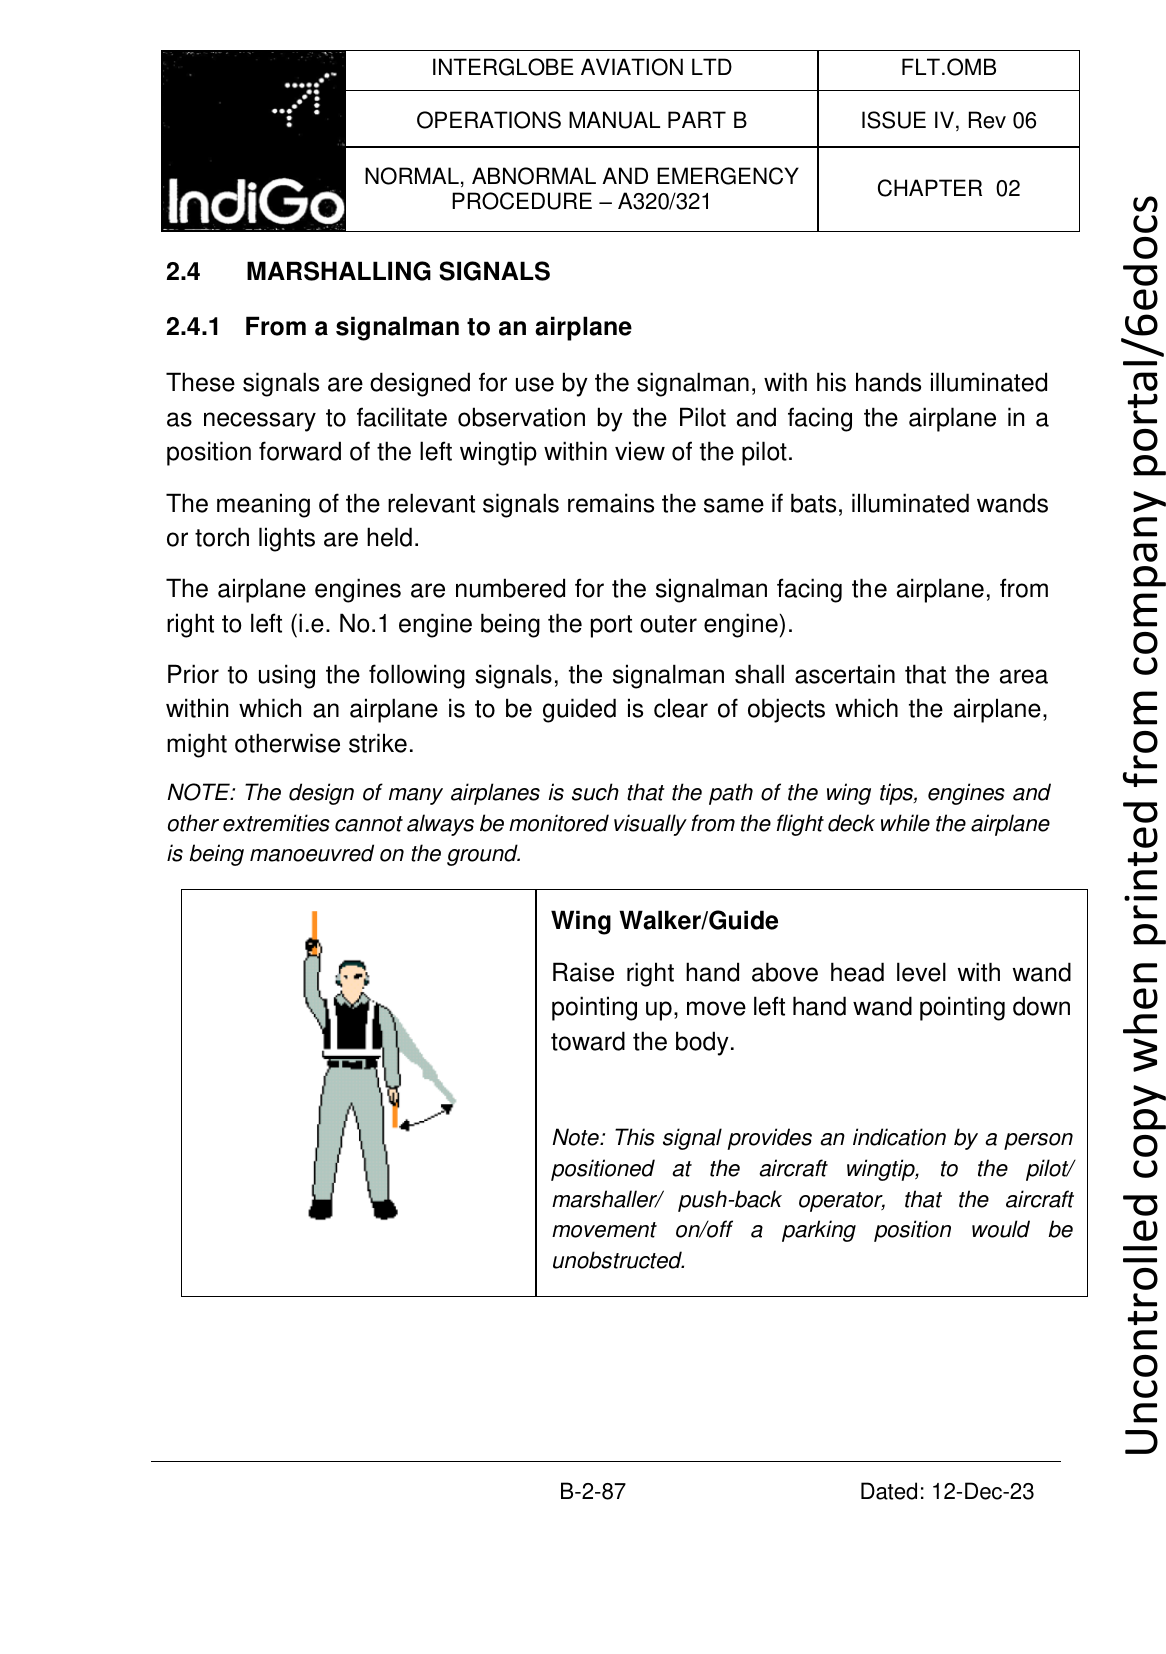 IndiGo
INTERGLOBE AVIATION LTD
FLT.OMB
OPERATIONS MANUAL PART B
ISSUE IV, Rev 06
NORMAL, ABNORMAL AND EMERGENCY
PROCEDURE – A320/321
CHAPTER 02
2.4 MARSHALLING SIGNALS
2.4.1 From a signalman to an airplane
These signals are designed for use by the signalman, with his hands illuminated
as necessary to facilitate observation by the Pilot and facing the airplane in a
position forward of the left wingtip within view of the pilot.
The meaning of the relevant signals remains the same if bats, illuminated wands
or torch lights are held.
The airplane engines are numbered for the signalman facing the airplane, from
right to left (i.e. No.1 engine being the port outer engine).
Prior to using the following signals, the signalman shall ascertain that the area
within which an airplane is to be guided is clear of objects which the airplane,
might otherwise strike.
NOTE: The design of many airplanes is such that the path of the wing tips, engines and
other extremities cannot always be monitored visually from the flight deck while the airplane
is being manoeuvred on the ground.
Wing Walker/Guide
Raise right hand above head level with wand
pointing up, move left hand wand pointing down
toward the body.
Note: This signal provides an indication by a person
positioned at the aircraft wingtip, to the pilot/
marshaller/ push-back operator, that the aircraft
movement on/off a parking position would be
unobstructed.
B-2-87
Dated: 12-Dec-23
Uncontrolled copy when printed from company portal/6edocs